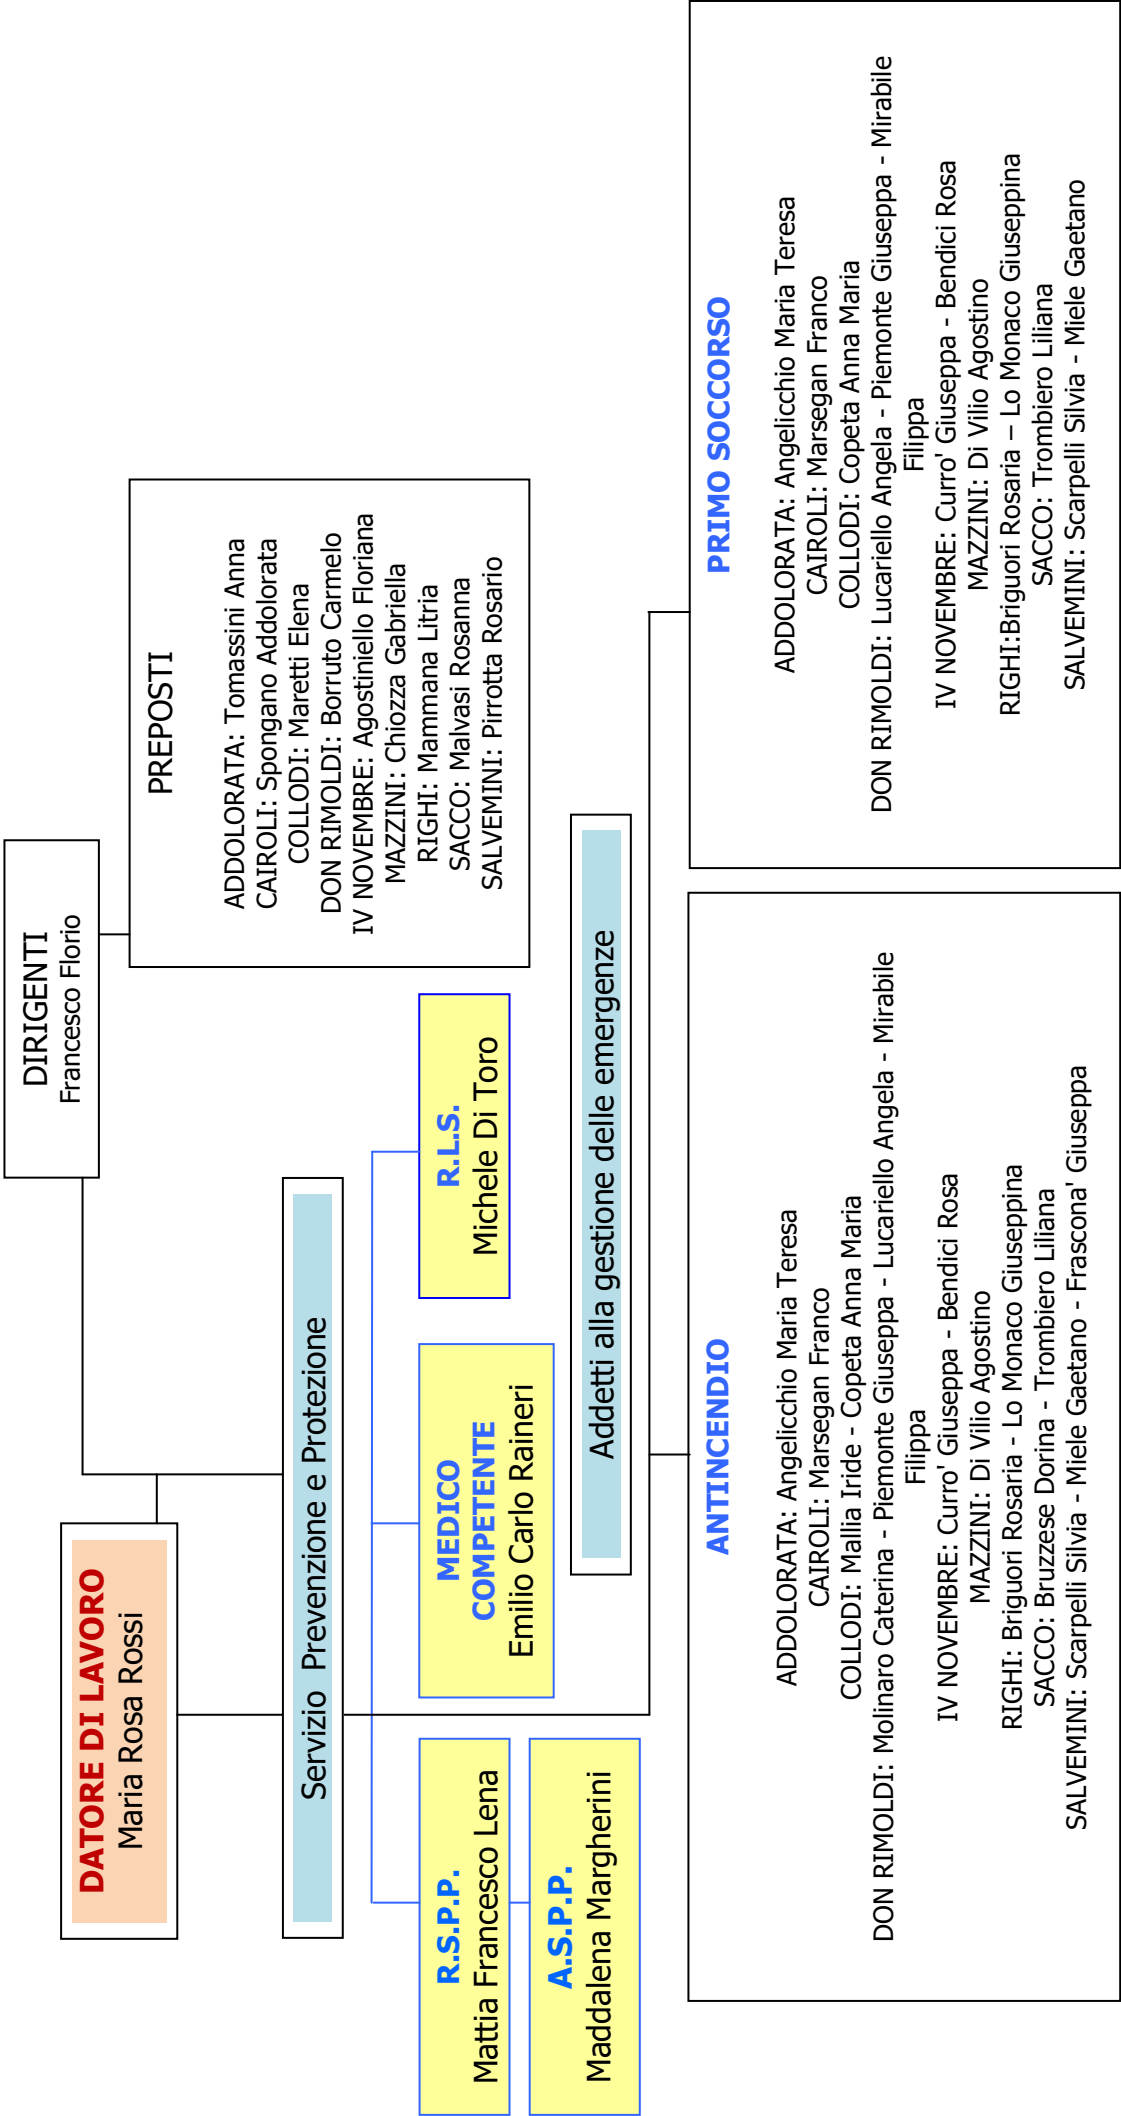 DATORE DI LAVORO
Maria Rosa Rossi
DIRIGENTI
Francesco Florio
PREPOSTI
ADDOLORATA: Tomassini Anna
CAIROLI: Spongano Addolorata
COLLODI: Maretti Elena
DON RIMOLDI: Borruto Carmelo
IV NOVEMBRE: Agostiniello Floriana
MAZZINI: Chiozza Gabriella
RIGHI: Mammana Litria
SACCO: Malvasi Rosanna
SALVEMINI: Pirrotta Rosario
Servizio Prevenzione e Protezione
R.S.P.P.
Mattia Francesco Lena
A.S.P.P.
Maddalena Margherini
MEDICO
COMPETENTE
Emilio Carlo Raineri
R.L.S.
Michele Di Toro
Addetti alla gestione delle emergenze
ANTINCENDIO
ADDOLORATA: Angelicchio Maria Teresa
CAIROLI: Marsegan Franco
COLLODI: Mallia Iride - Copeta Anna Maria
DON RIMOLDI: Molinaro Caterina - Piemonte Giuseppa - Lucariello Angela - Mirabile
Filippa
IV NOVEMBRE: Curro' Giuseppa - Bendici Rosa
MAZZINI: Di Vilio Agostino
RIGHI: Briguori Rosaria - Lo Monaco Giuseppina
SACCO: Bruzzese Dorina - Trombiero Liliana
SALVEMINI: Scarpelli Silvia - Miele Gaetano - Frascona' Giuseppa
PRIMO SOCCORSO
ADDOLORATA: Angelicchio Maria Teresa
CAIROLI: Marsegan Franco
COLLODI: Copeta Anna Maria
DON RIMOLDI: Lucariello Angela - Piemonte Giuseppa - Mirabile
Filippa
IV NOVEMBRE: Curro' Giuseppa - Bendici Rosa
MAZZINI: Di Vilio Agostino
RIGHI:Briguori Rosaria – Lo Monaco Giuseppina
SACCO: Trombiero Liliana
SALVEMINI: Scarpelli Silvia - Miele Gaetano